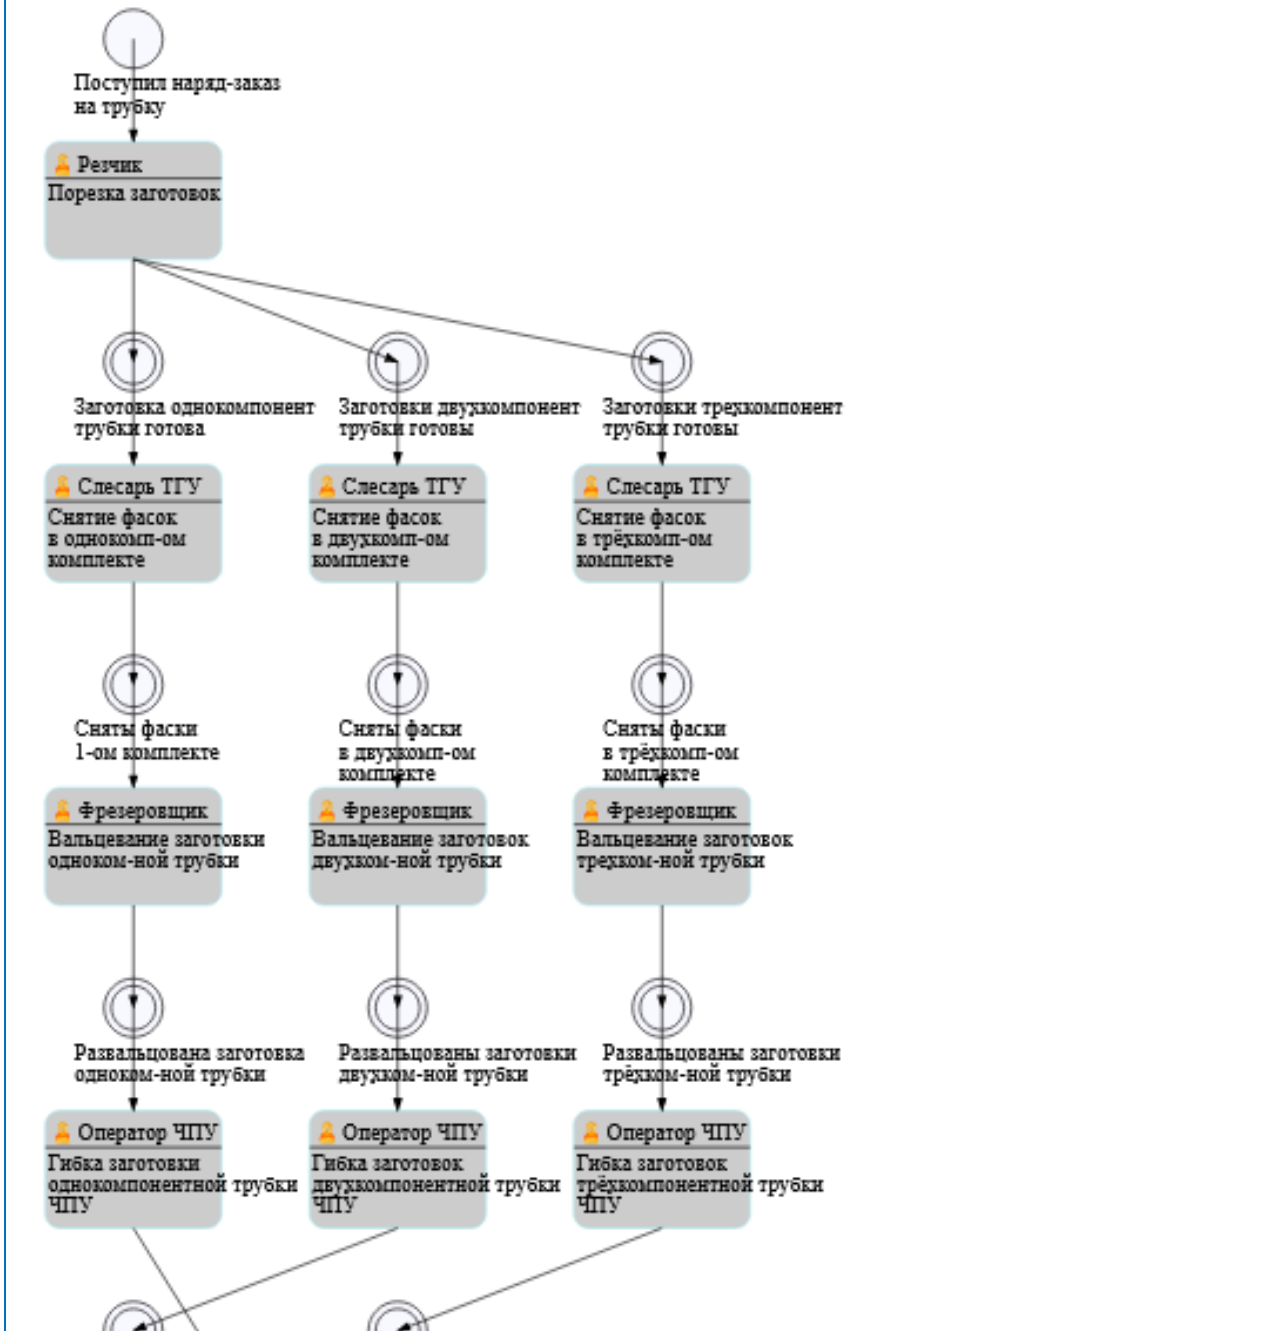 Поступил наряд-заказ
на трубку
Резчик
Порезка заготовок
Заготовка однокомпонент
трубки готова
Заготовки двухкомпонент
трубки готовы
Заготовки трехкомпонент
трубки готовы
Слесарь ТГУ
Снятие фасок
в однокомп-ом
комплекте
Слесарь ТГУ
Снятие фасок
в двухкомп-ом
комплекте
Слесарь ТГУ
Снятие фасок
в трёхкомп-ом
комплекте
Сняты фаски
1-ом комплекте
Сняты фаски
в двухкомп-ом
комплекте
Сняты фаски
в трёхкомп-ом
комплекте
Фрезеровщик
Вальцевание заготовки
одноком-ной трубки
Фрезеровщик
Вальцевание заготовок
двухком-ной трубки
Фрезеровщик
Вальцевание заготовок
трехком-ной трубки
Развальцована заготовка
одноком-ной трубки
Развальцованы заготовки
двухком-ной трубки
Развальцованы заготовки
трёхком-ной трубки
Оператор ЧПУ
Гибка заготовки
однокомпонентной трубки
ЧПУ
Оператор ЧПУ
Гибка заготовок
двухкомпонентной трубки
ЧПУ
Оператор ЧПУ
Гибка заготовок
трёхкомпонентной трубки
ЧПУ